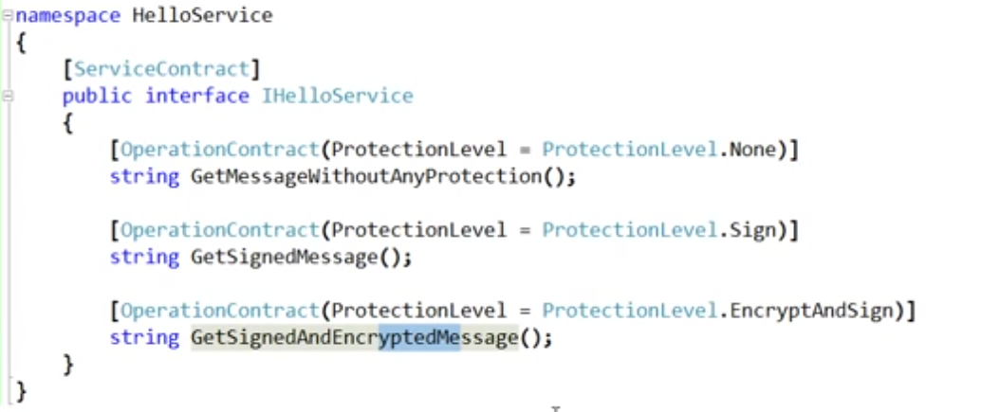 namespace HelloService
{
[ServiceContract]
public interface IHelloService
{
[OperationContract(ProtectionLevel = ProtectionLevel.None)]
string GetMessageWithoutAnyProtection();
[OperationContract(ProtectionLevel = ProtectionLevel.Sign)]
string GetSignedMessage();
[OperationContract(ProtectionLevel = ProtectionLevel.EncryptAndSign)]
string GetSignedAndEncryptedMessage();
}
}